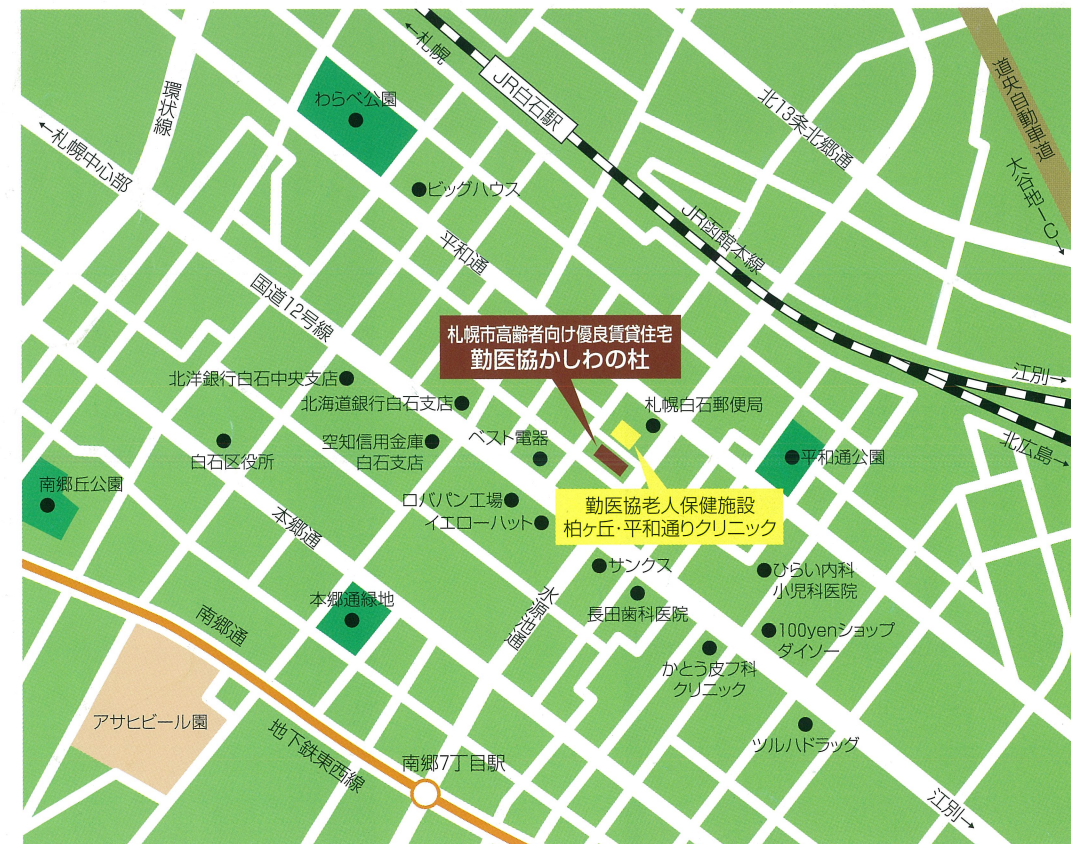 ←札幌
JR白石駅
道央自動車道
大谷地IC→
環状線
わらべ公園
北13条北郷通
←札幌中心部
ビッグハウス
平和通
JR函館本線
国道12号線
札幌市高齢者向け優良賃貸住宅
勤医協かしわの杜
江別→
北広島→
北洋銀行白石中央支店
北海道銀行白石支店
札幌白石郵便局
空知信用金庫
白石支店
ベスト電器
白石区役所
平和通公園
南郷丘公園
ロバパン工場
イエローハット
勤医協老人保健施設
柏ヶ丘・平和通りクリニック
本郷通
サンクス
ひらい内科
小児科医院
長田歯科医院
水源池通
本郷通緑地
南郷通
100yenショップ
ダイソー
かとう皮フ科
クリニック
アサヒビール園
地下鉄東西線
南郷7丁目駅
ツルハドラッグ
江別→